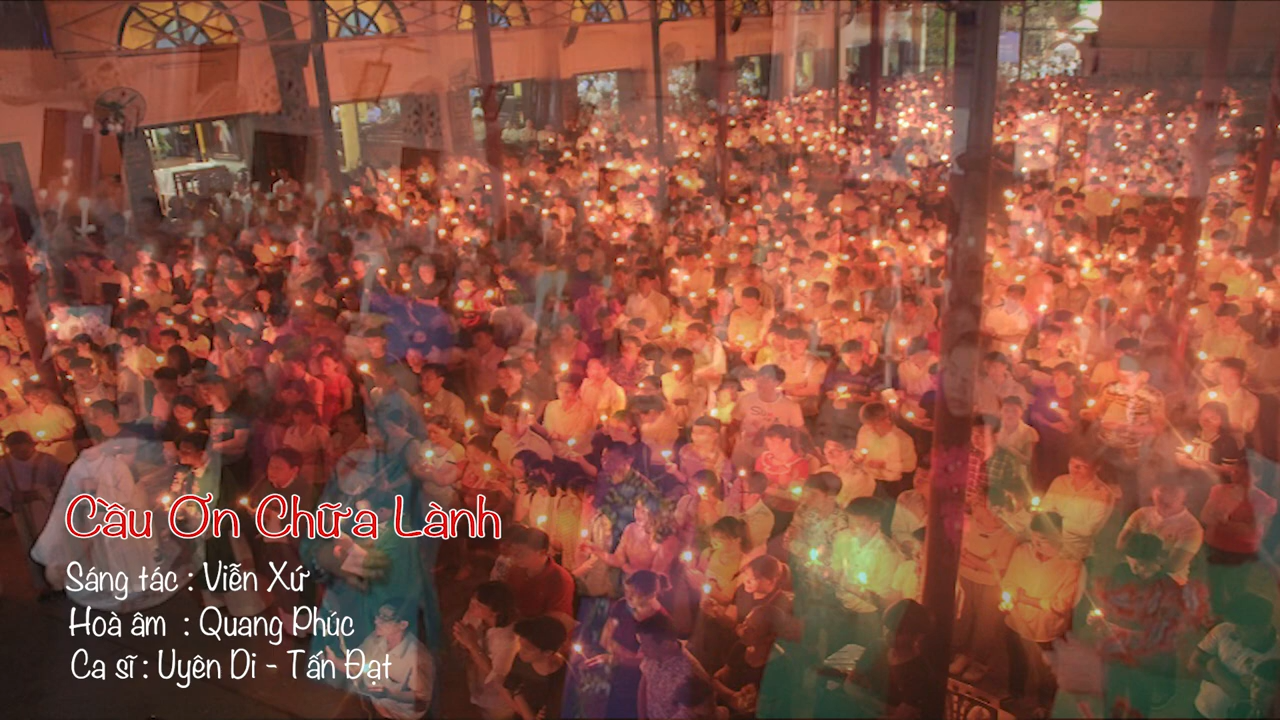 Cầu Ơn Chữa Lành
Sáng tác : Viễn Xứ
Hoà âm : Quang Phúc
Ca sĩ : Uyên Di - Tấn Đạt